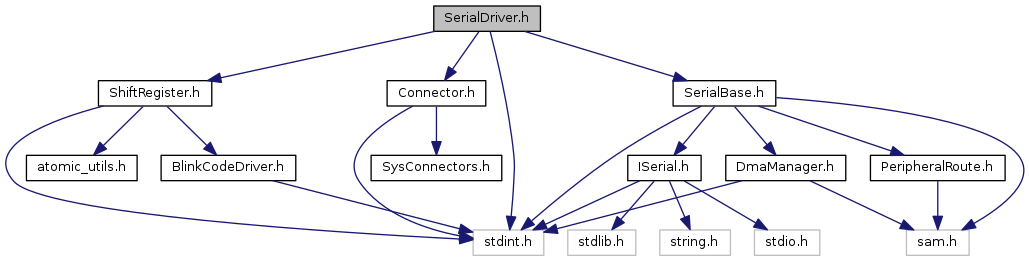 SerialDriver.h
ShiftRegister.h
Connector.h
SerialBase.h
atomic_utils.h
BlinkCodeDriver.h
SysConnectors.h
ISerial.h
DmaManager.h
PeripheralRoute.h
stdint.h
stdlib.h
string.h
stdio.h
sam.h